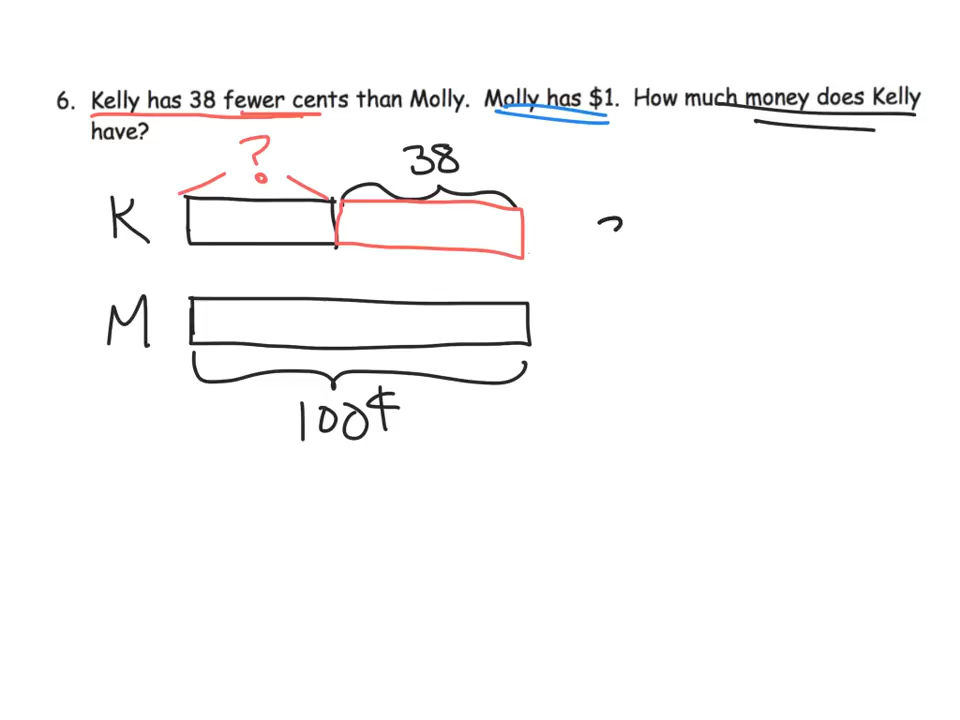 6. Kelly has 38 fewer cents than Molly. Molly has $1. How much money does Kelly
have?
?
38
K
M
100¢